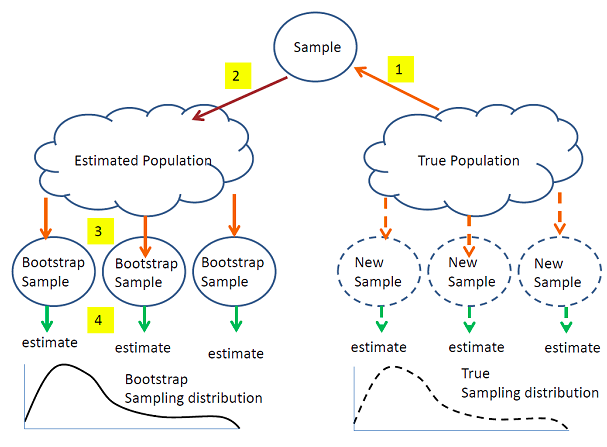 Sample
2
1
Estimated Population
True Population
3
Bootstrap
Sample
Bootstrap
Sample
Bootstrap
Sample
New
Sample
New
Sample
New
Sample
4
estimate
estimate
estimate
estimate
estimate
estimate
Bootstrap
Sampling distribution
True
Sampling distribution